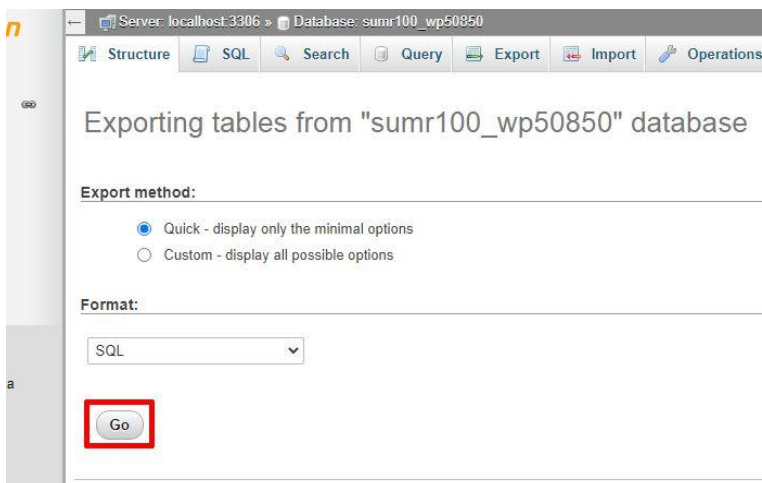 n
Server: localhost:3306 » Database: sumr100_wp50850
Structure SQL Search Query Export Import Operations
Exporting tables from "sumr100_wp50850" database
Export method:
Quick - display only the minimal options
Custom - display all possible options
Format:
SQL
a
Go